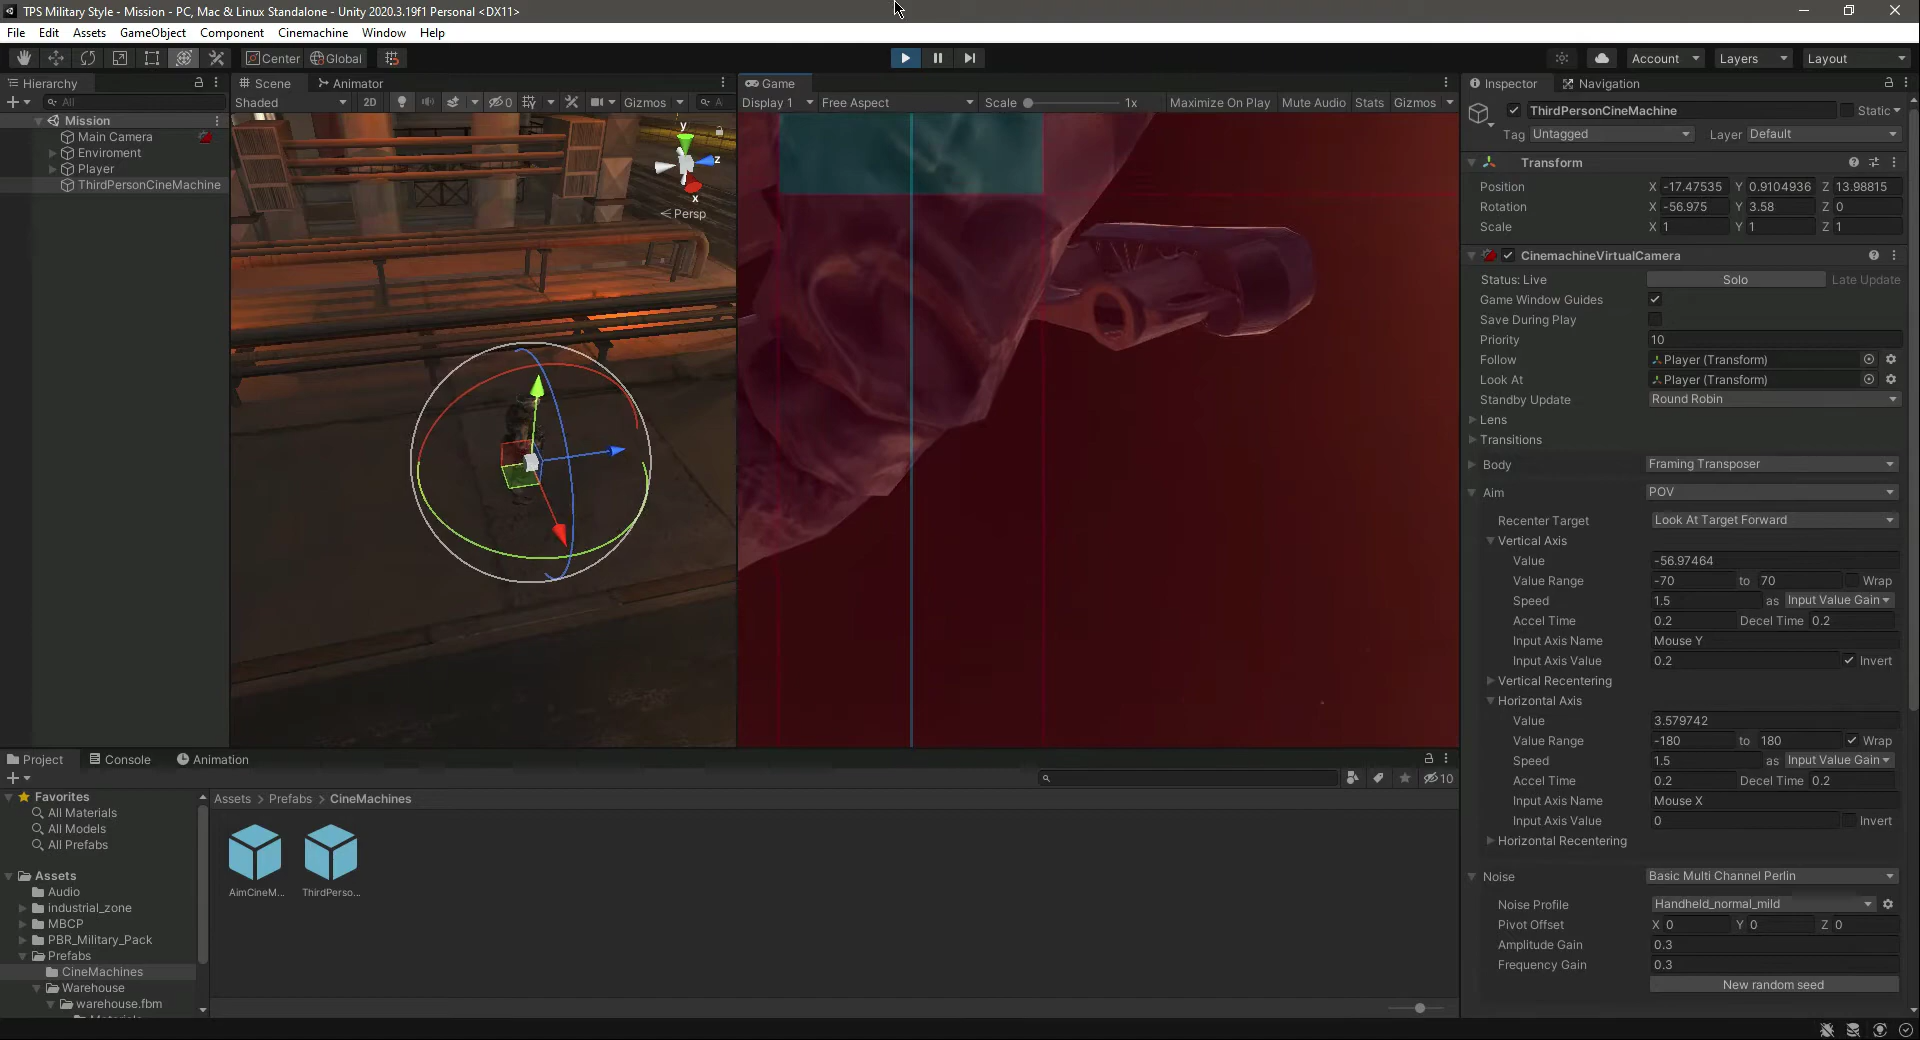 TPS Military Style - Mission - PC, Mac & Linux Standalone - Unity 2020.3.19f1 Personal <DX11>
File Edit Assets GameObject Component Cinemachine Window Help
Center Global Account Layers Layout
Hierarchy
All
Mission
Main Camera
Enviroment
Player
ThirdPersonCineMachine
Scene Animator
Shaded 2D 0 Gizmos A
y
z
x
Persp
Game
Display 1 Free Aspect Scale 1x Maximize On Play Mute Audio Stats Gizmos
Inspector Navigation
ThirdPersonCineMachine Static
Tag Untagged Layer Default
Transform
Position X -17.47535 Y 0.9104936 Z 13.98815
Rotation X -56.975 Y 3.58 Z 0
Scale X 1 Y 1 Z 1
CinemachineVirtualCamera
Status: Live Solo Late Update
Game Window Guides
Save During Play
Priority 10
Follow Player (Transform)
Look At Player (Transform)
Standby Update Round Robin
Lens
Transitions
Body Framing Transposer
Aim POV
Recenter Target Look At Target Forward
Vertical Axis
Value -56.97464
Value Range -70 to 70 Wrap
Speed 1.5 as Input Value Gain
Accel Time 0.2 Decel Time 0.2
Input Axis Name Mouse Y
Input Axis Value 0.2 Invert
Vertical Recentering
Horizontal Axis
Value 3.579742
Value Range -180 to 180 Wrap
Speed 1.5 as Input Value Gain
Accel Time 0.2 Decel Time 0.2
Input Axis Name Mouse X
Input Axis Value 0 Invert
Horizontal Recentering
Noise Basic Multi Channel Perlin
Noise Profile Handheld_normal_mild
Pivot Offset X 0 Y 0 Z 0
Amplitude Gain 0.3
Frequency Gain 0.3
New random seed
Project Console Animation
10
Favorites
All Materials
All Models
All Prefabs
Assets
Audio
industrial_zone
MBCP
PBR_Military_Pack
Prefabs
CineMachines
Warehouse
warehouse.fbm
Assets > Prefabs > CineMachines
AimCineM...
ThirdPerso...